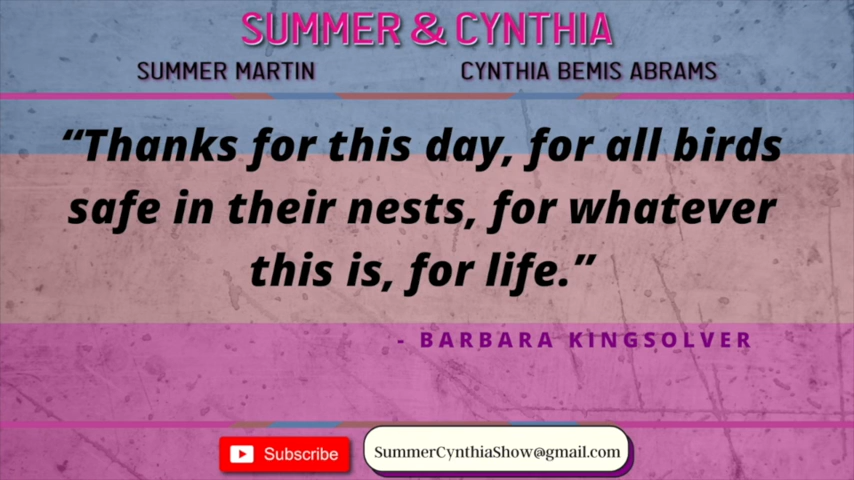 SUMMER & CYNTHIA
SUMMER MARTIN CYNTHIA BEMIS ABRAMS
“Thanks for this day, for all birds
safe in their nests, for whatever
this is, for life.”
- BARBARA KINGSOLVER
Subscribe SummerCynthiaShow@gmail.com